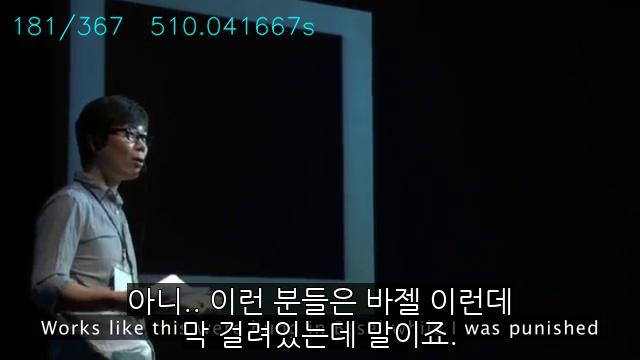 181/367 510.041667s
아니.. 이런 분들은 바젤 이런데
Works like this I was punished
막 걸려있는데 말이죠.